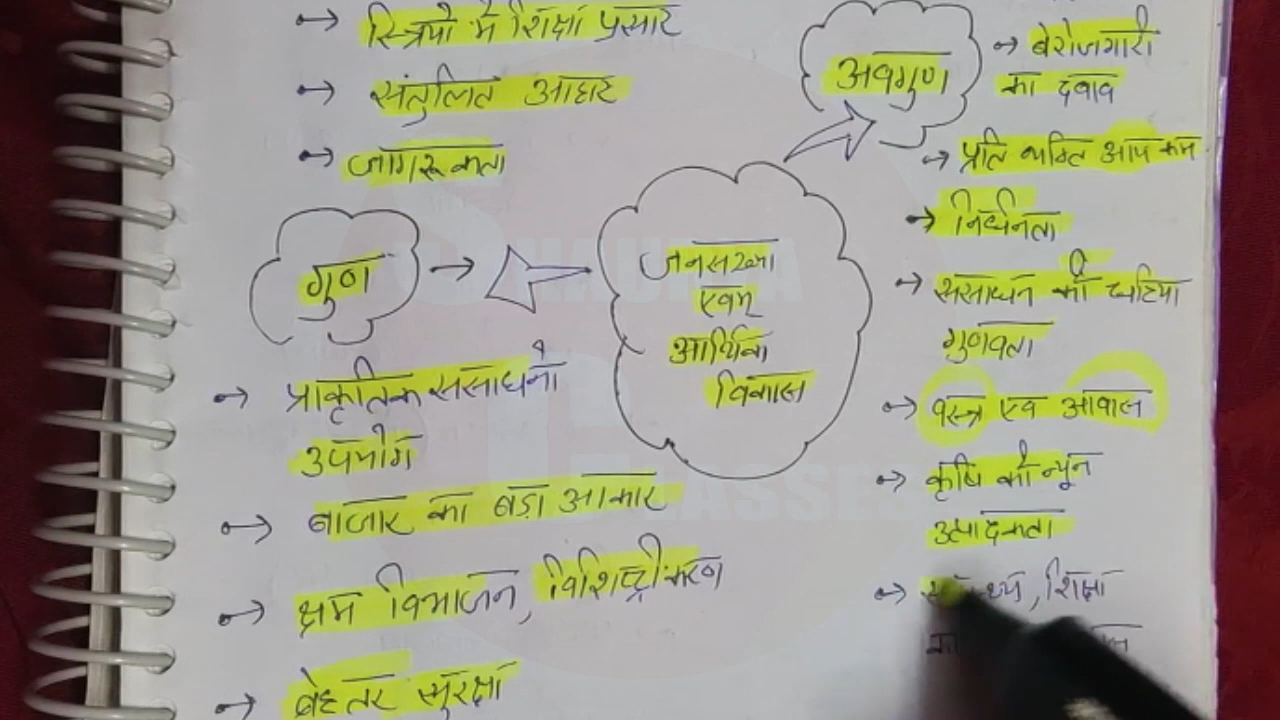 → स्त्रियो मे शिक्षा प्रसार
→ संतुलित आहार
→ जागरूकता
गुण →
→ प्राकृतिक संसाधनो
उपयोग
→ बाजार का बड़ा आकार
→ श्रम विभाजन, विशिष्टीकरण
→ बेहतर सुरक्षा
जनसंख्या
एवम्
आर्थिक
विकास
अवगुण
→ बेरोजगारी
का दवाव
→ प्रति व्यक्ति आय कम
→ निर्धनता
→ संसाधन की घटिया
गुणवता
→ वस्त्र एव आवास
→ कृषि की न्यून
उत्पादकता
→ शिक्षा